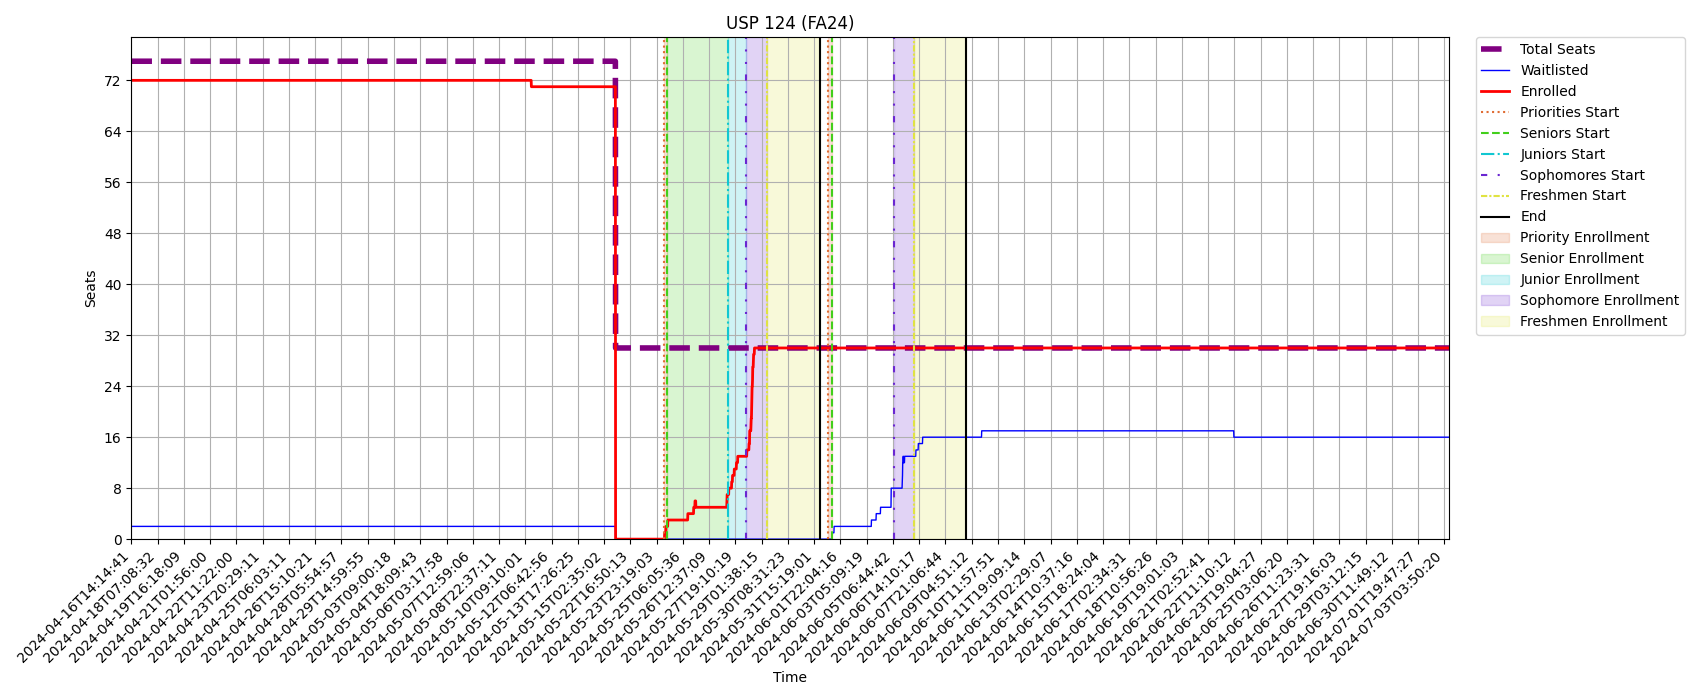 USP 124 (FA24)
Seats
72
64
56
48
40
32
24
16
8
0
2024-04-16T14:14:41
2024-04-18T07:08:32
2024-04-19T16:18:09
2024-04-21T01:56:00
2024-04-22T11:22:00
2024-04-23T20:29:11
2024-04-25T06:03:11
2024-04-26T15:10:21
2024-04-28T05:54:57
2024-04-29T14:59:55
2024-05-03T09:00:18
2024-05-04T18:09:43
2024-05-06T03:17:58
2024-05-07T12:59:06
2024-05-08T22:37:11
2024-05-10T09:10:01
2024-05-12T06:42:56
2024-05-13T17:26:25
2024-05-15T02:35:02
2024-05-22T16:50:13
2024-05-23T23:19:03
2024-05-25T06:05:36
2024-05-26T12:37:09
2024-05-27T19:10:19
2024-05-29T01:38:15
2024-05-30T08:31:23
2024-05-31T15:19:01
2024-06-01T22:04:16
2024-06-03T05:09:19
2024-06-05T06:44:42
2024-06-06T14:10:17
2024-06-07T21:06:44
2024-06-09T04:51:12
2024-06-10T11:57:51
2024-06-11T19:09:14
2024-06-13T02:29:07
2024-06-14T10:37:16
2024-06-15T18:24:04
2024-06-17T02:34:31
2024-06-18T10:56:26
2024-06-19T19:01:03
2024-06-21T02:52:41
2024-06-22T11:10:12
2024-06-23T19:04:27
2024-06-25T03:06:20
2024-06-26T11:23:31
2024-06-27T19:16:03
2024-06-29T03:12:15
2024-06-30T11:49:12
2024-07-01T19:47:27
2024-07-03T03:50:20
Time
Total Seats
Waitlisted
Enrolled
Priorities Start
Seniors Start
Juniors Start
Sophomores Start
Freshmen Start
End
Priority Enrollment
Senior Enrollment
Junior Enrollment
Sophomore Enrollment
Freshmen Enrollment